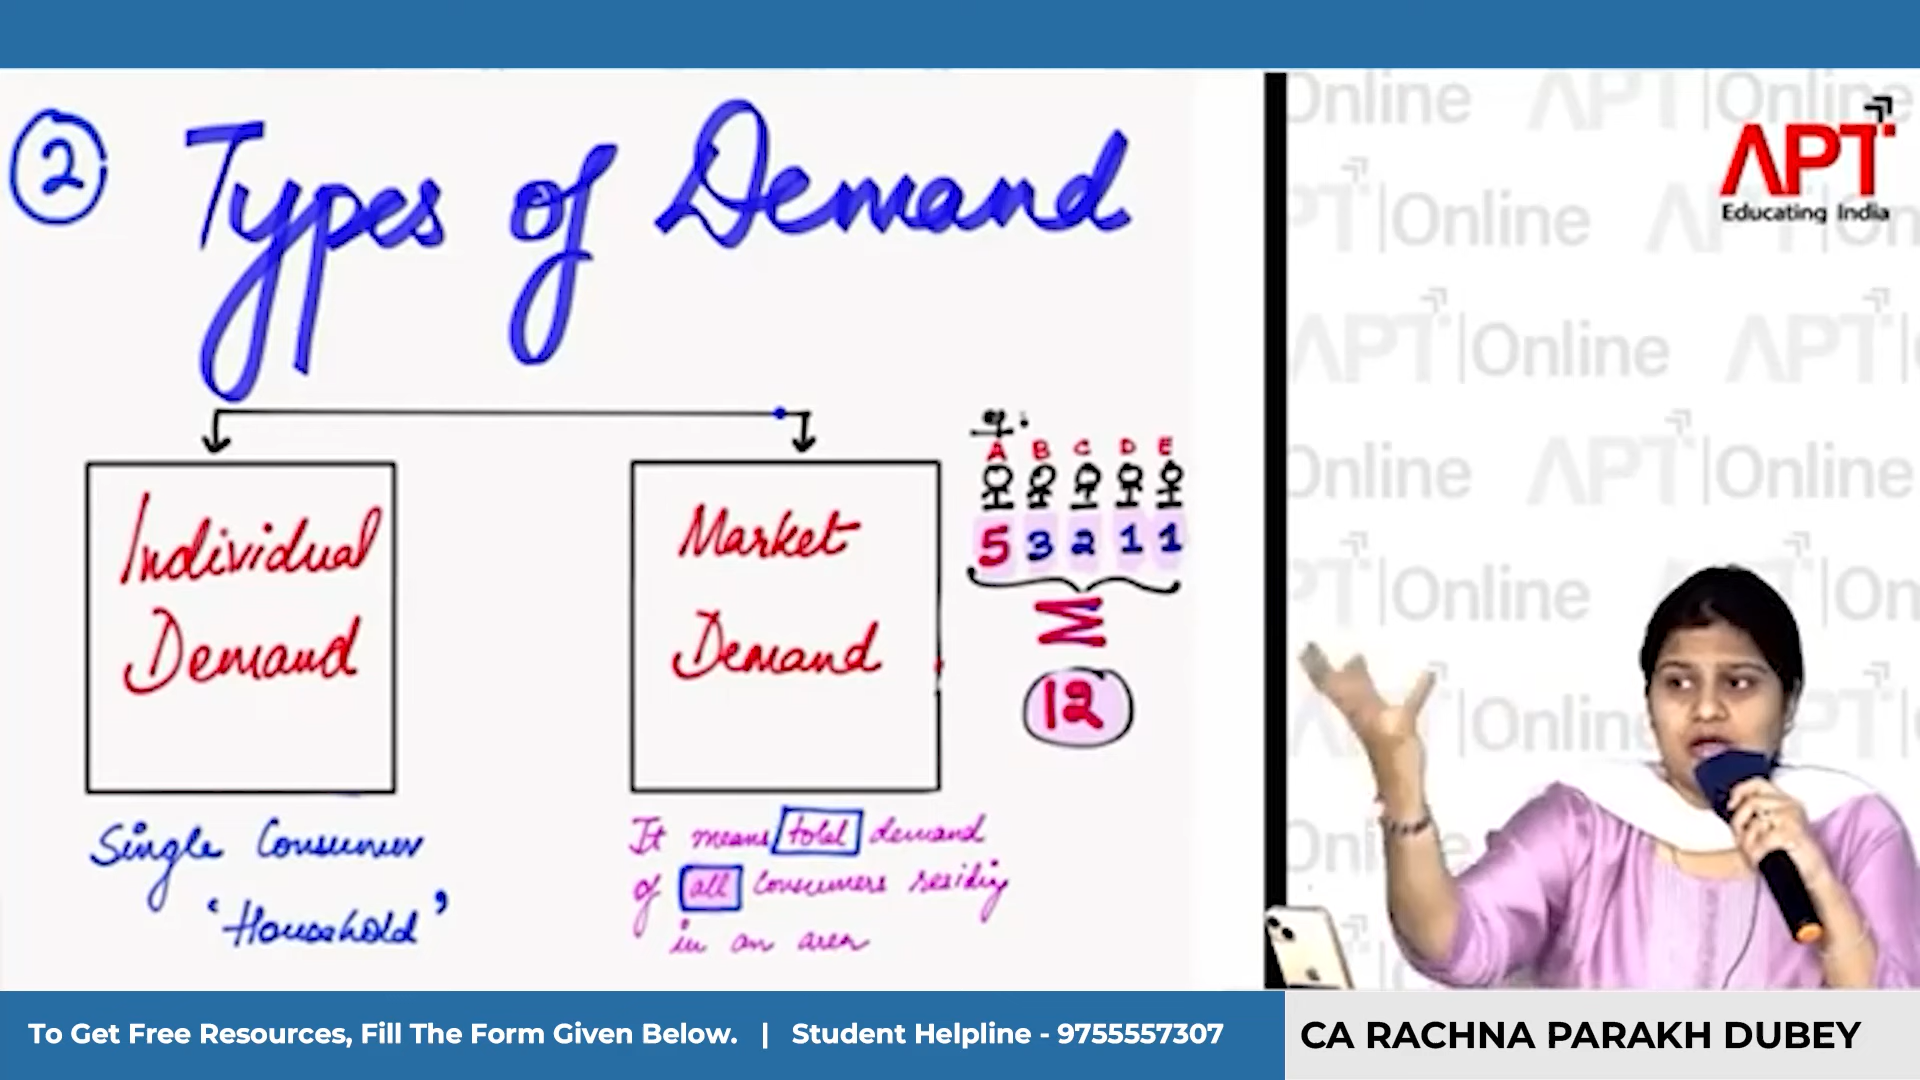 2 Types of Demand
Individual
Demand
Single Consumer
'Household'
Market
Demand
It means total demand
of all Consumers residing
in an area
eg:
A B C D E
5 3 2 1 1
Σ
12
APT
Educating India
APT |Online
To Get Free Resources, Fill The Form Given Below. | Student Helpline - 9755557307
CA RACHNA PARAKH DUBEY